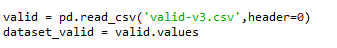 valid = pd.read_csv('valid-v3.csv',header=0)
dataset_valid = valid.values